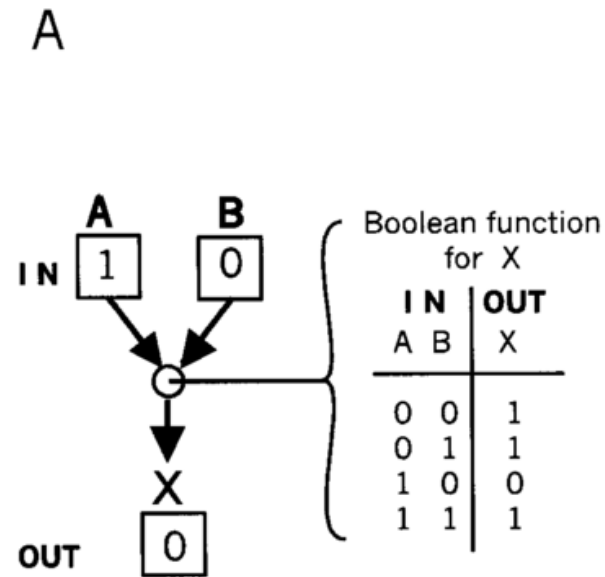 A
A B
IN 1 0
X
OUT 0
Boolean function
for X
IN OUT
A B X
0 0 1
0 1 1
1 0 0
1 1 1